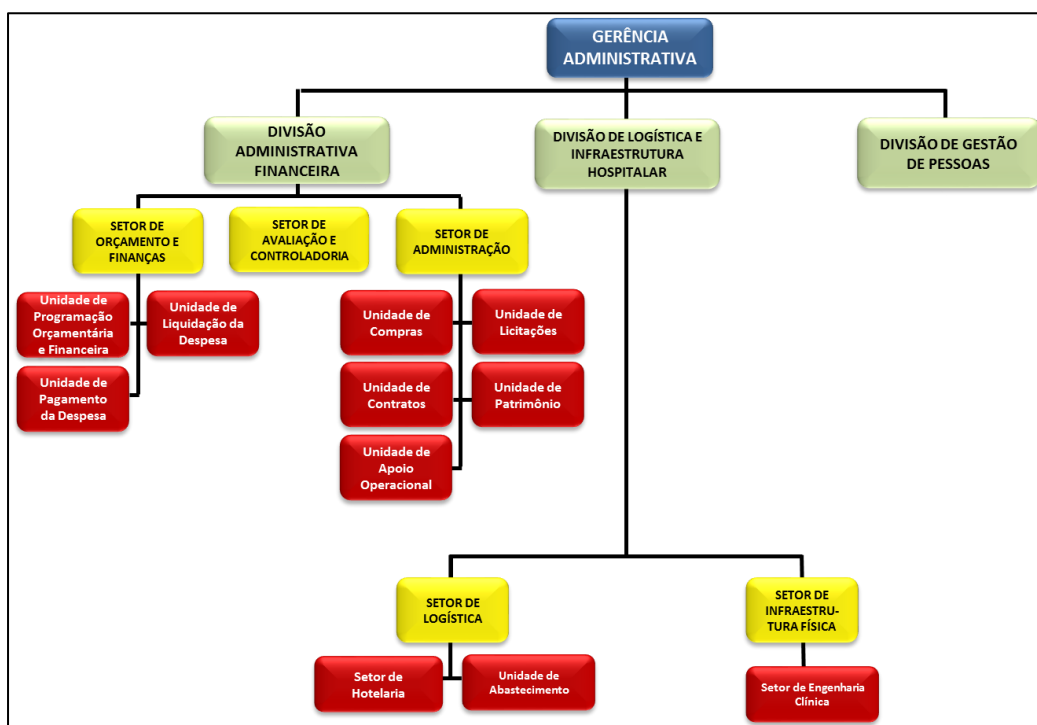 GERÊNCIA
ADMINISTRATIVA
DIVISÃO
ADMINISTRATIVA
FINANCEIRA
DIVISÃO DE LOGÍSTICA E
INFRAESTRUTURA
HOSPITALAR
DIVISÃO DE GESTÃO
DE PESSOAS
SETOR DE
ORÇAMENTO E
FINANÇAS
SETOR DE
AVALIAÇÃO E
CONTROLADORIA
SETOR DE
ADMINISTRAÇÃO
Unidade de
Programação
Orçamentária
e Financeira
Unidade de
Liquidação da
Despesa
Unidade de
Compras
Unidade de
Licitações
Unidade de
Pagamento
da Despesa
Unidade de
Contratos
Unidade de
Patrimônio
Unidade de
Apoio
Operacional
SETOR DE
LOGÍSTICA
SETOR DE
INFRAESTRU-
TURA FÍSICA
Setor de
Hotelaria
Unidade de
Abastecimento
Setor de Engenharia
Clínica